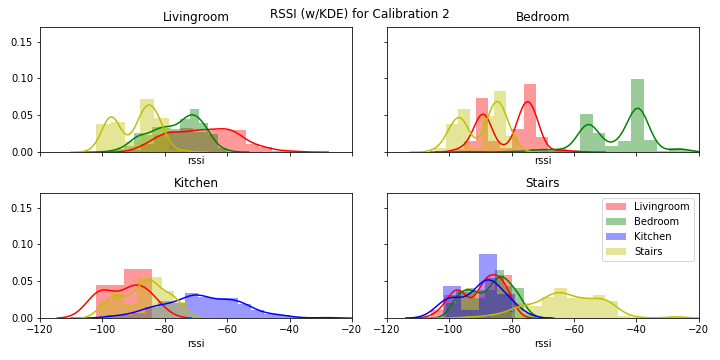 RSSI (w/KDE) for Calibration 2
Livingroom
Bedroom
0.15
0.10
0.05
0.00
rssi
rssi
Kitchen
Stairs
0.15
0.10
0.05
0.00
Livingroom
Bedroom
Kitchen
Stairs
−120 −100 −80 −60 −40 −20
−120 −100 −80 −60 −40 −20
rssi
rssi